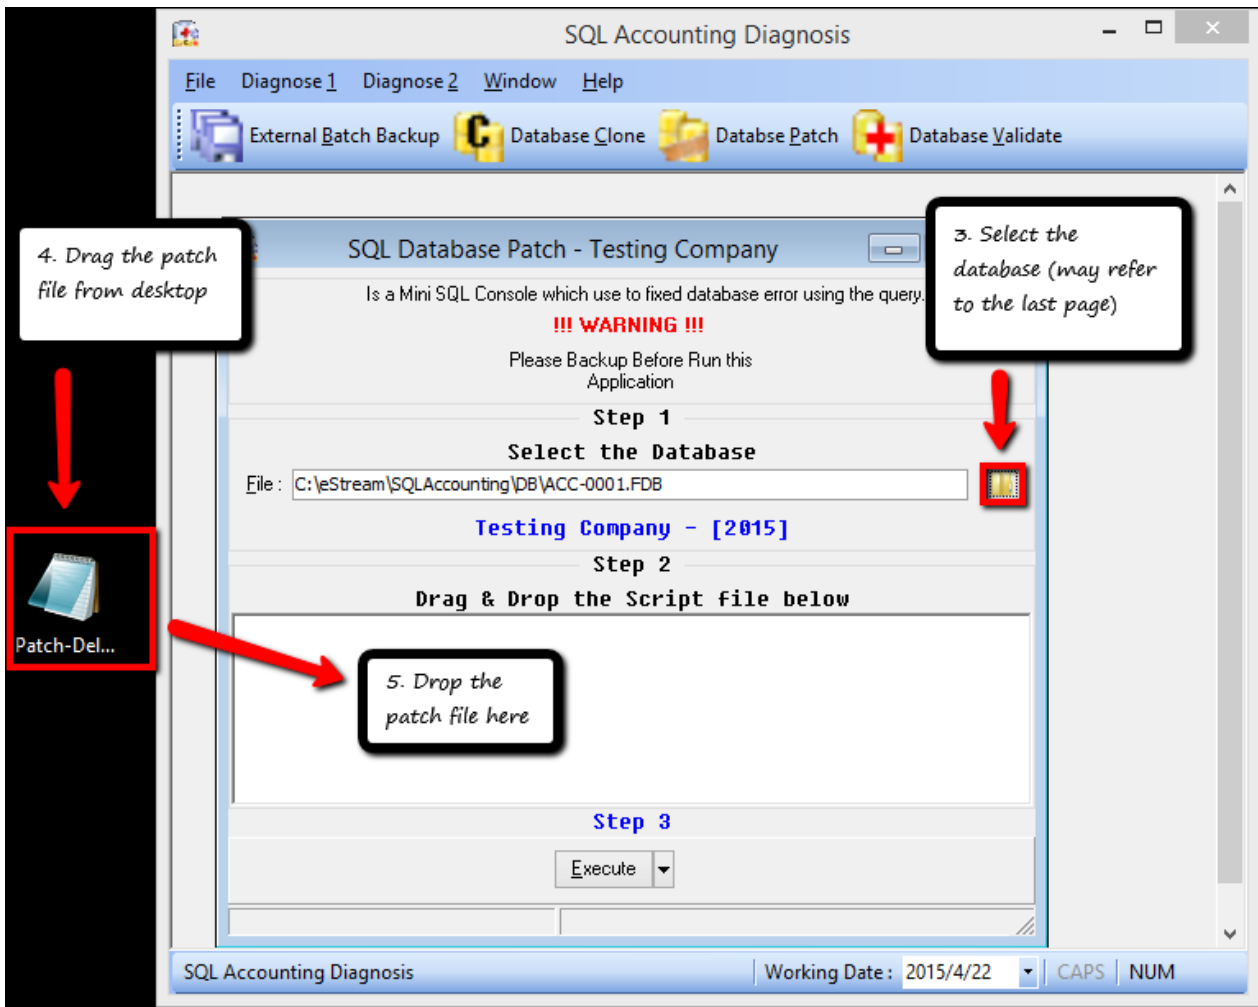 SQL Accounting Diagnosis
File Diagnose 1 Diagnose 2 Window Help
External Batch Backup Database Clone Databse Patch Database Validate
4. Drag the patch
file from desktop
SQL Database Patch - Testing Company
3. Select the
database (may refer
to the last page)
Is a Mini SQL Console which use to fixed database error using the query.
!!! WARNING !!!
Please Backup Before Run this
Application
Step 1
Select the Database
File : C:\eStream\SQLAccounting\DB\ACC-0001.FDB
Testing Company - [2015]
Step 2
Drag & Drop the Script file below
Patch-Del...
5. Drop the
patch file here
Step 3
Execute
SQL Accounting Diagnosis Working Date : 2015/4/22 CAPS NUM